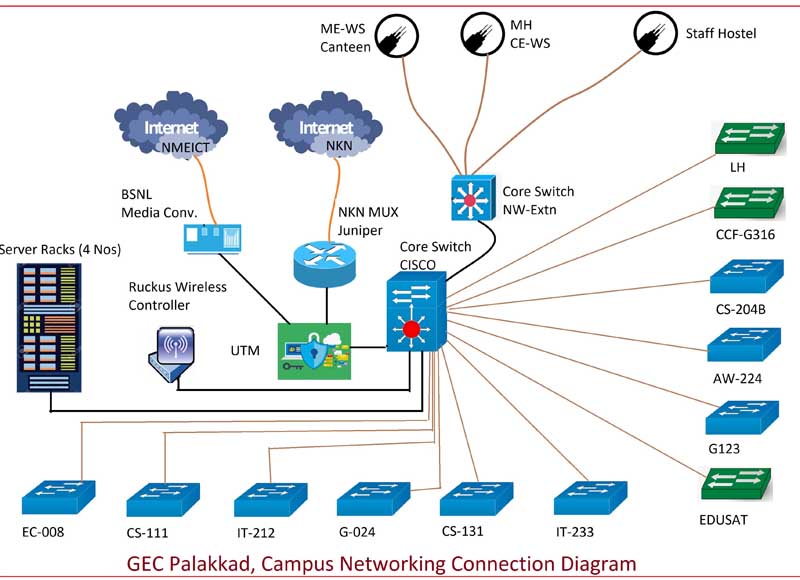 ME-WS
Canteen
MH
CE-WS
Staff Hostel
Internet
NMEICT
Internet
NKN
LH
BSNL
Media Conv.
NKN MUX
Juniper
Core Switch
NW-Extn
CCF-G316
Server Racks (4 Nos)
Ruckus Wireless
Controller
Core Switch
CISCO
CS-204B
UTM
AW-224
G123
EDUSAT
EC-008
CS-111
IT-212
G-024
CS-131
IT-233
GEC Palakkad, Campus Networking Connection Diagram